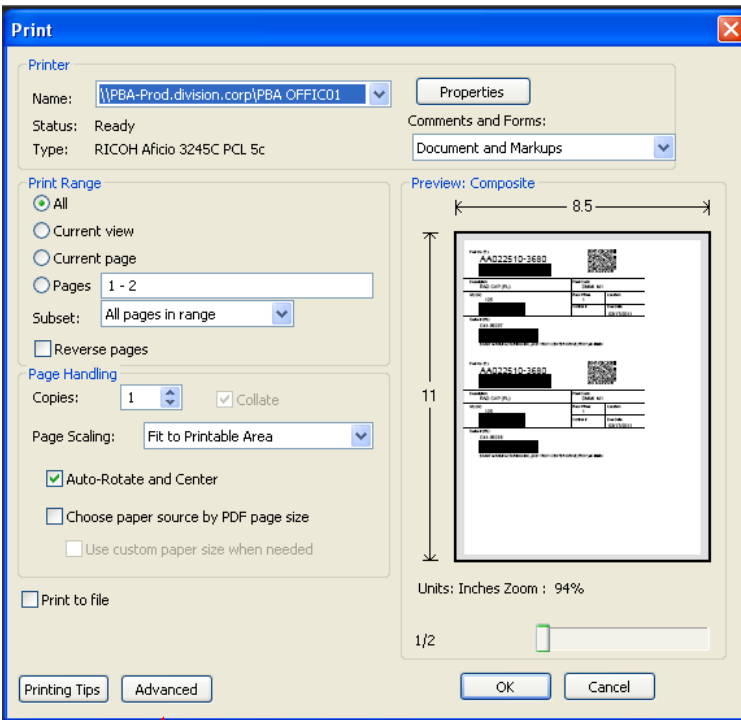 Print
Printer
Name: \\PBA-Prod.division.corp\PBA OFFIC01
Properties
Status: Ready
Comments and Forms:
Type: RICOH Aficio 3245C PCL 5c
Document and Markups
Print Range
All
Current view
Current page
Pages 1 - 2
Subset: All pages in range
Reverse pages
Page Handling
Copies: 1 Collate
Page Scaling: Fit to Printable Area
Auto-Rotate and Center
Choose paper source by PDF page size
Use custom paper size when needed
Print to file
Preview: Composite
8.5
11
AA022510-3680
AA022510-3680
Units: Inches Zoom : 94%
1/2
Printing Tips
Advanced
OK
Cancel